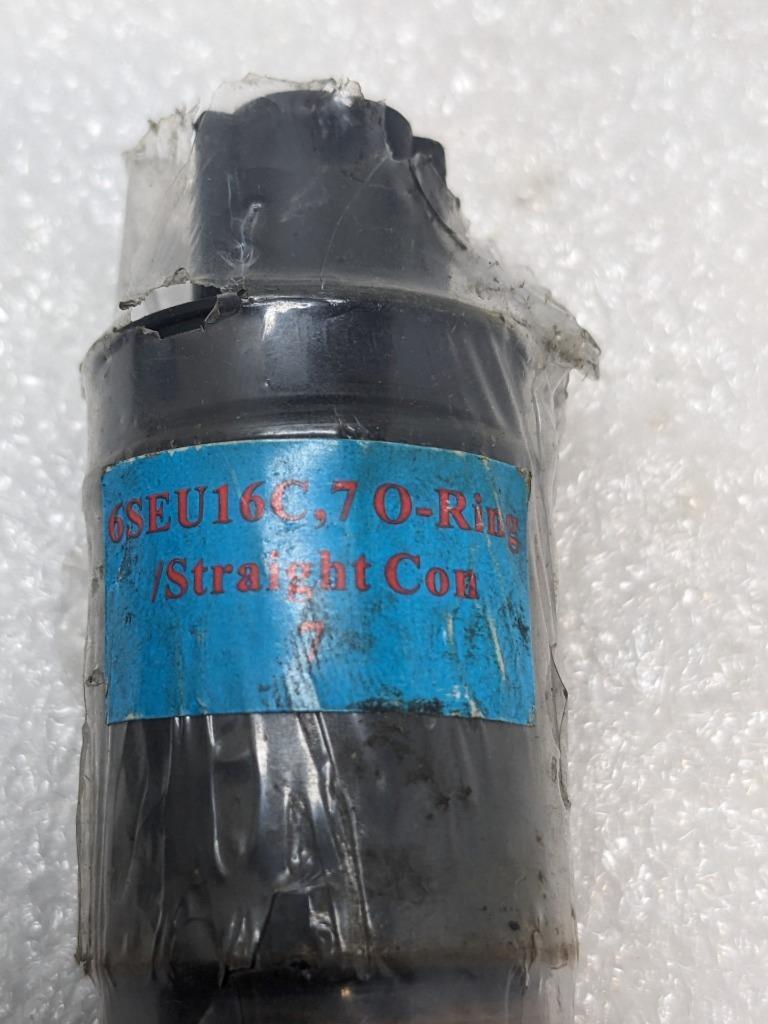 6SEU16C,7 O-Ring
/Straight Con
7